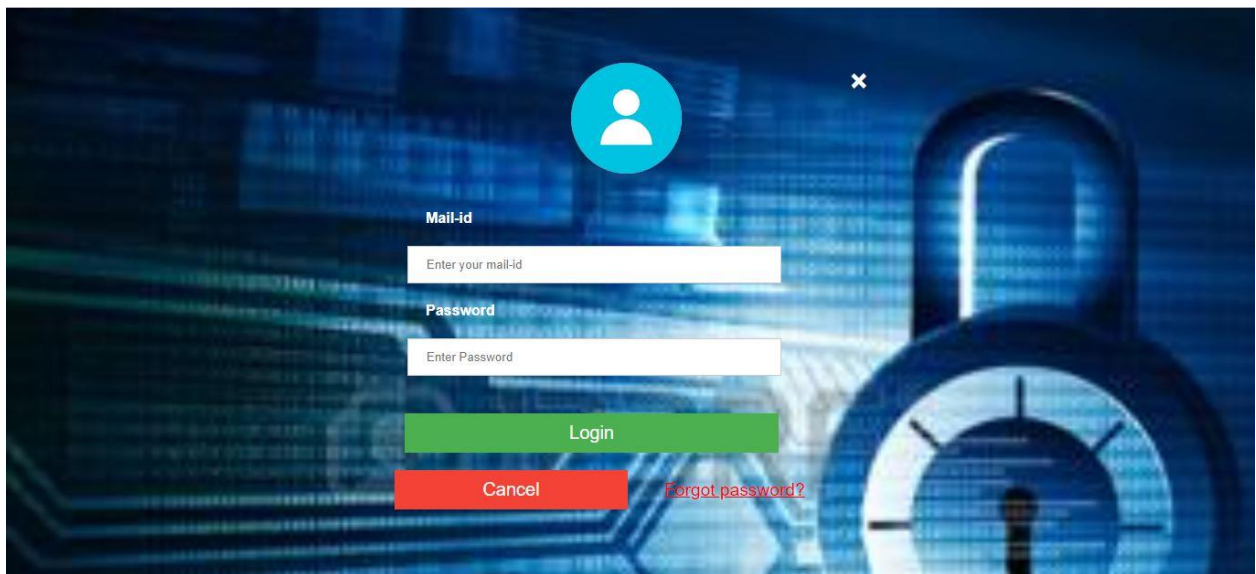 ×
Mail-id
Enter your mail-id
Password
Enter Password
Login
Cancel Forgot password?